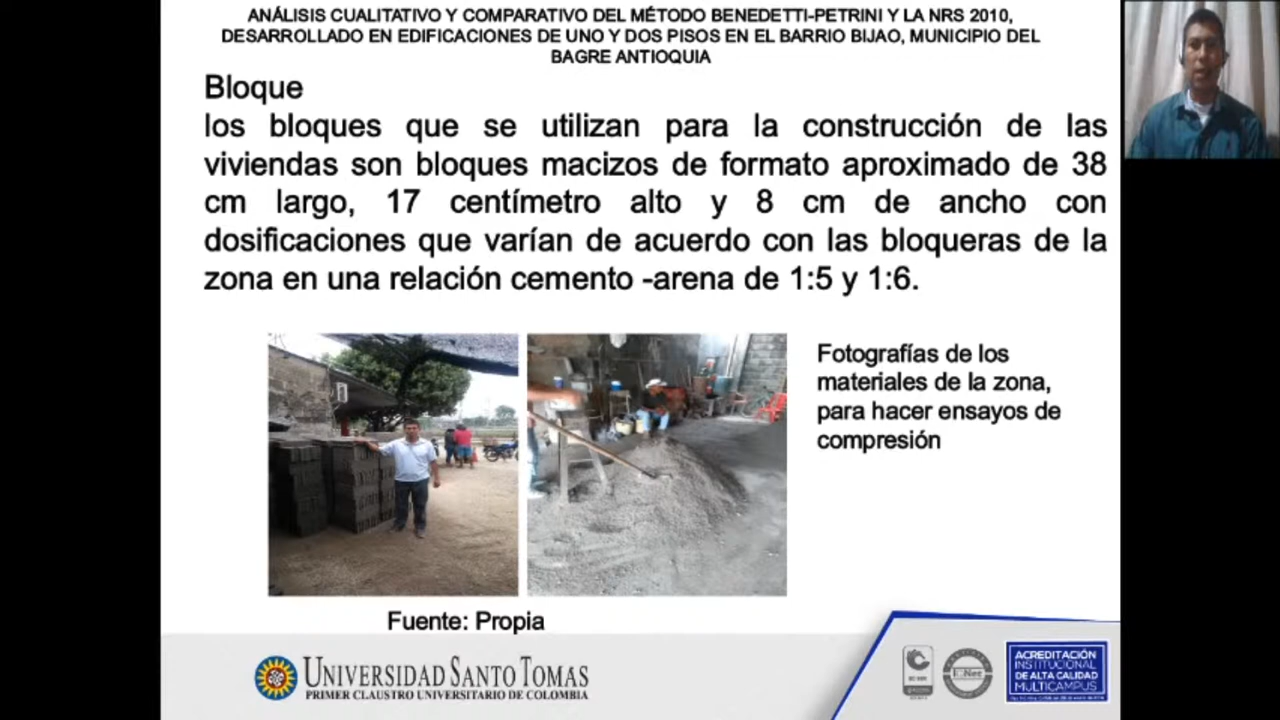 ANÁLISIS CUALITATIVO Y COMPARATIVO DEL MÉTODO BENEDETTI-PETRINI Y LA NRS 2010,
DESARROLLADO EN EDIFICACIONES DE UNO Y DOS PISOS EN EL BARRIO BIJAO, MUNICIPIO DEL
BAGRE ANTIOQUIA
Bloque
los bloques que se utilizan para la construcción de las
viviendas son bloques macizos de formato aproximado de 38
cm largo, 17 centímetro alto y 8 cm de ancho con
dosificaciones que varían de acuerdo con las bloqueras de la
zona en una relación cemento -arena de 1:5 y 1:6.
Fotografías de los
materiales de la zona,
para hacer ensayos de
compresión
Fuente: Propia
UNIVERSIDAD SANTO TOMAS
PRIMER CLAUSTRO UNIVERSITARIO DE COLOMBIA
ACREDITACIÓN
INSTITUCIONAL
DE ALTA CALIDAD
MULTICAMPUS